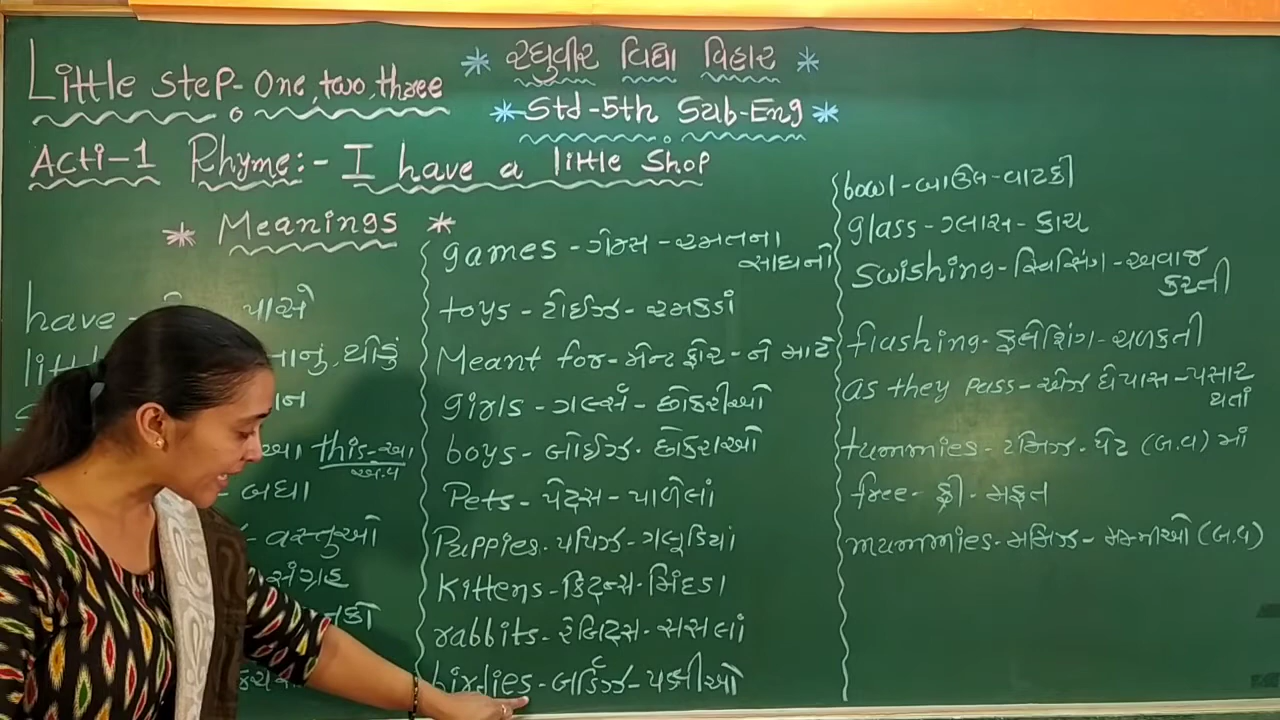 Little step - One, two, three
* રઘુવીર વિદ્યા વિહાર *
* Std - 5th Sub - Eng *
Acti - 1 Rhyme :- I have a little Shop
* Meanings *
have - પાસે
નાનું, થોડું
this - આ
એ.વ
- બધા
- વસ્તુઓ
સંગ્રહ
games - ગેમ્સ - રમતના
સાધનો
toys - ટોઈઝ - રમકડાં
Meant for - મેન્ટ ફોર - ને માટે
girls - ગર્લ્સ - છોકરીઓ
boys - બોઈઝ - છોકરાઓ
Pets - પેટ્સ - પાળેલાં
Puppies - પપિઝ - ગલૂડિયાં
Kittens - કિટન્સ - મિંદડા
rabbits - રેબિટ્સ - સસલાં
birdies - બર્ડિઝ - પક્ષીઓ
bowl - બાઉલ - વાટકી
glass - ગ્લાસ - કાચ
Swishing - સ્વિસિંગ - અવાજ
કરતી
flashing - ફ્લેશિંગ - ચળકતી
as they pass - એઝ ધે પાસ - પસાર
થતાં
tummies - ટમિઝ - પેટ (બ.વ) માં
free - ફ્રી - મફત
mummies - મમિઝ - મમ્મીઓ (બ.વ)